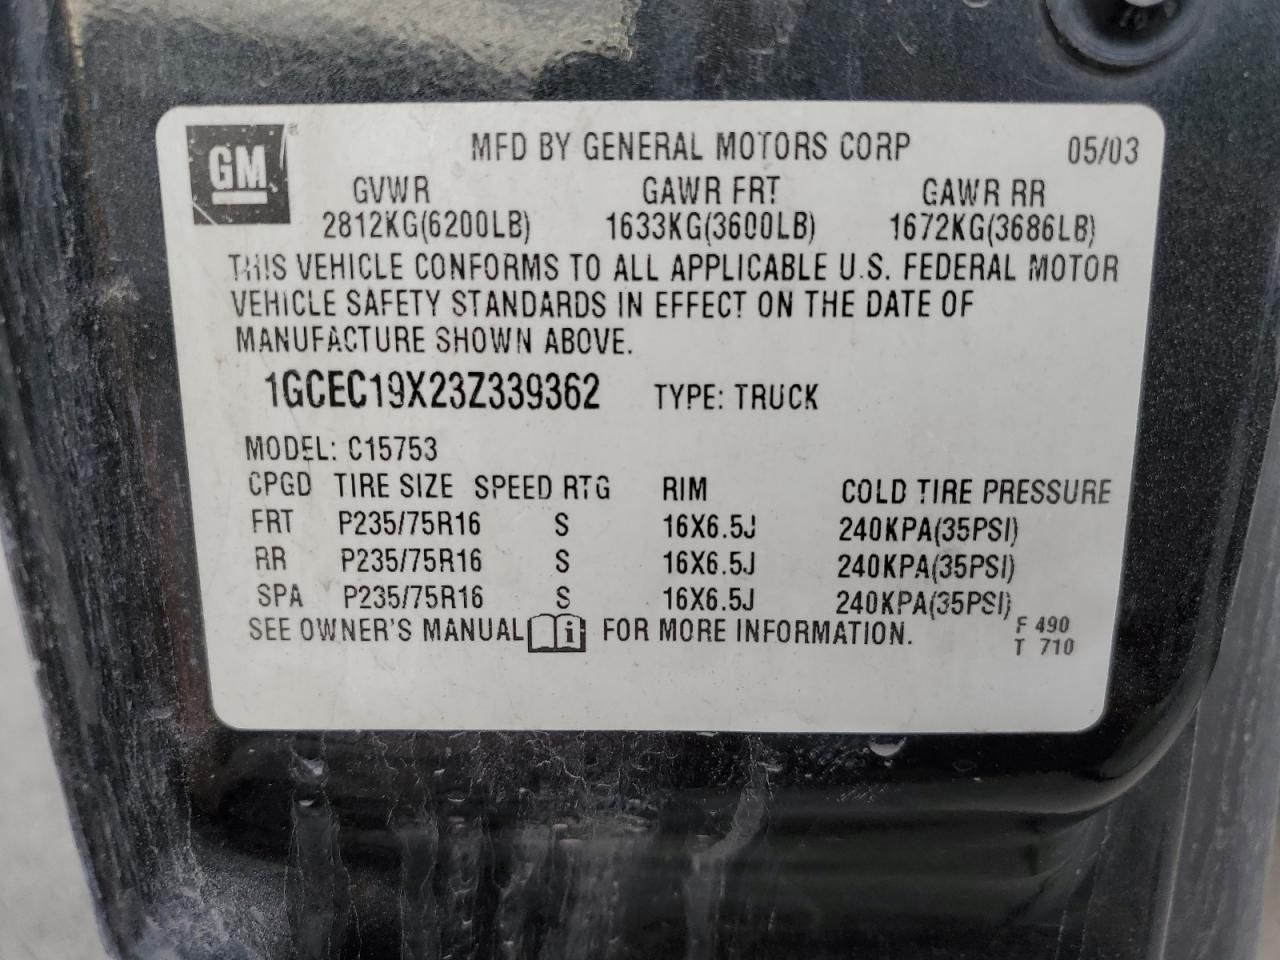 GM® MFD BY GENERAL MOTORS CORP 05/03
GVWR GAWR FRT GAWR RR
2812KG(6200LB) 1633KG(3600LB) 1672KG(3686LB)
THIS VEHICLE CONFORMS TO ALL APPLICABLE U.S. FEDERAL MOTOR
VEHICLE SAFETY STANDARDS IN EFFECT ON THE DATE OF
MANUFACTURE SHOWN ABOVE.
1GCEC19X23Z339362 TYPE: TRUCK
MODEL: C15753
CPGD TIRE SIZE SPEED RTG RIM COLD TIRE PRESSURE
FRT P235/75R16 S 16X6.5J 240KPA(35PSI)
RR P235/75R16 S 16X6.5J 240KPA(35PSI)
SPA P235/75R16 S 16X6.5J 240KPA(35PSI)
SEE OWNER'S MANUAL i FOR MORE INFORMATION.
F 490
T 710